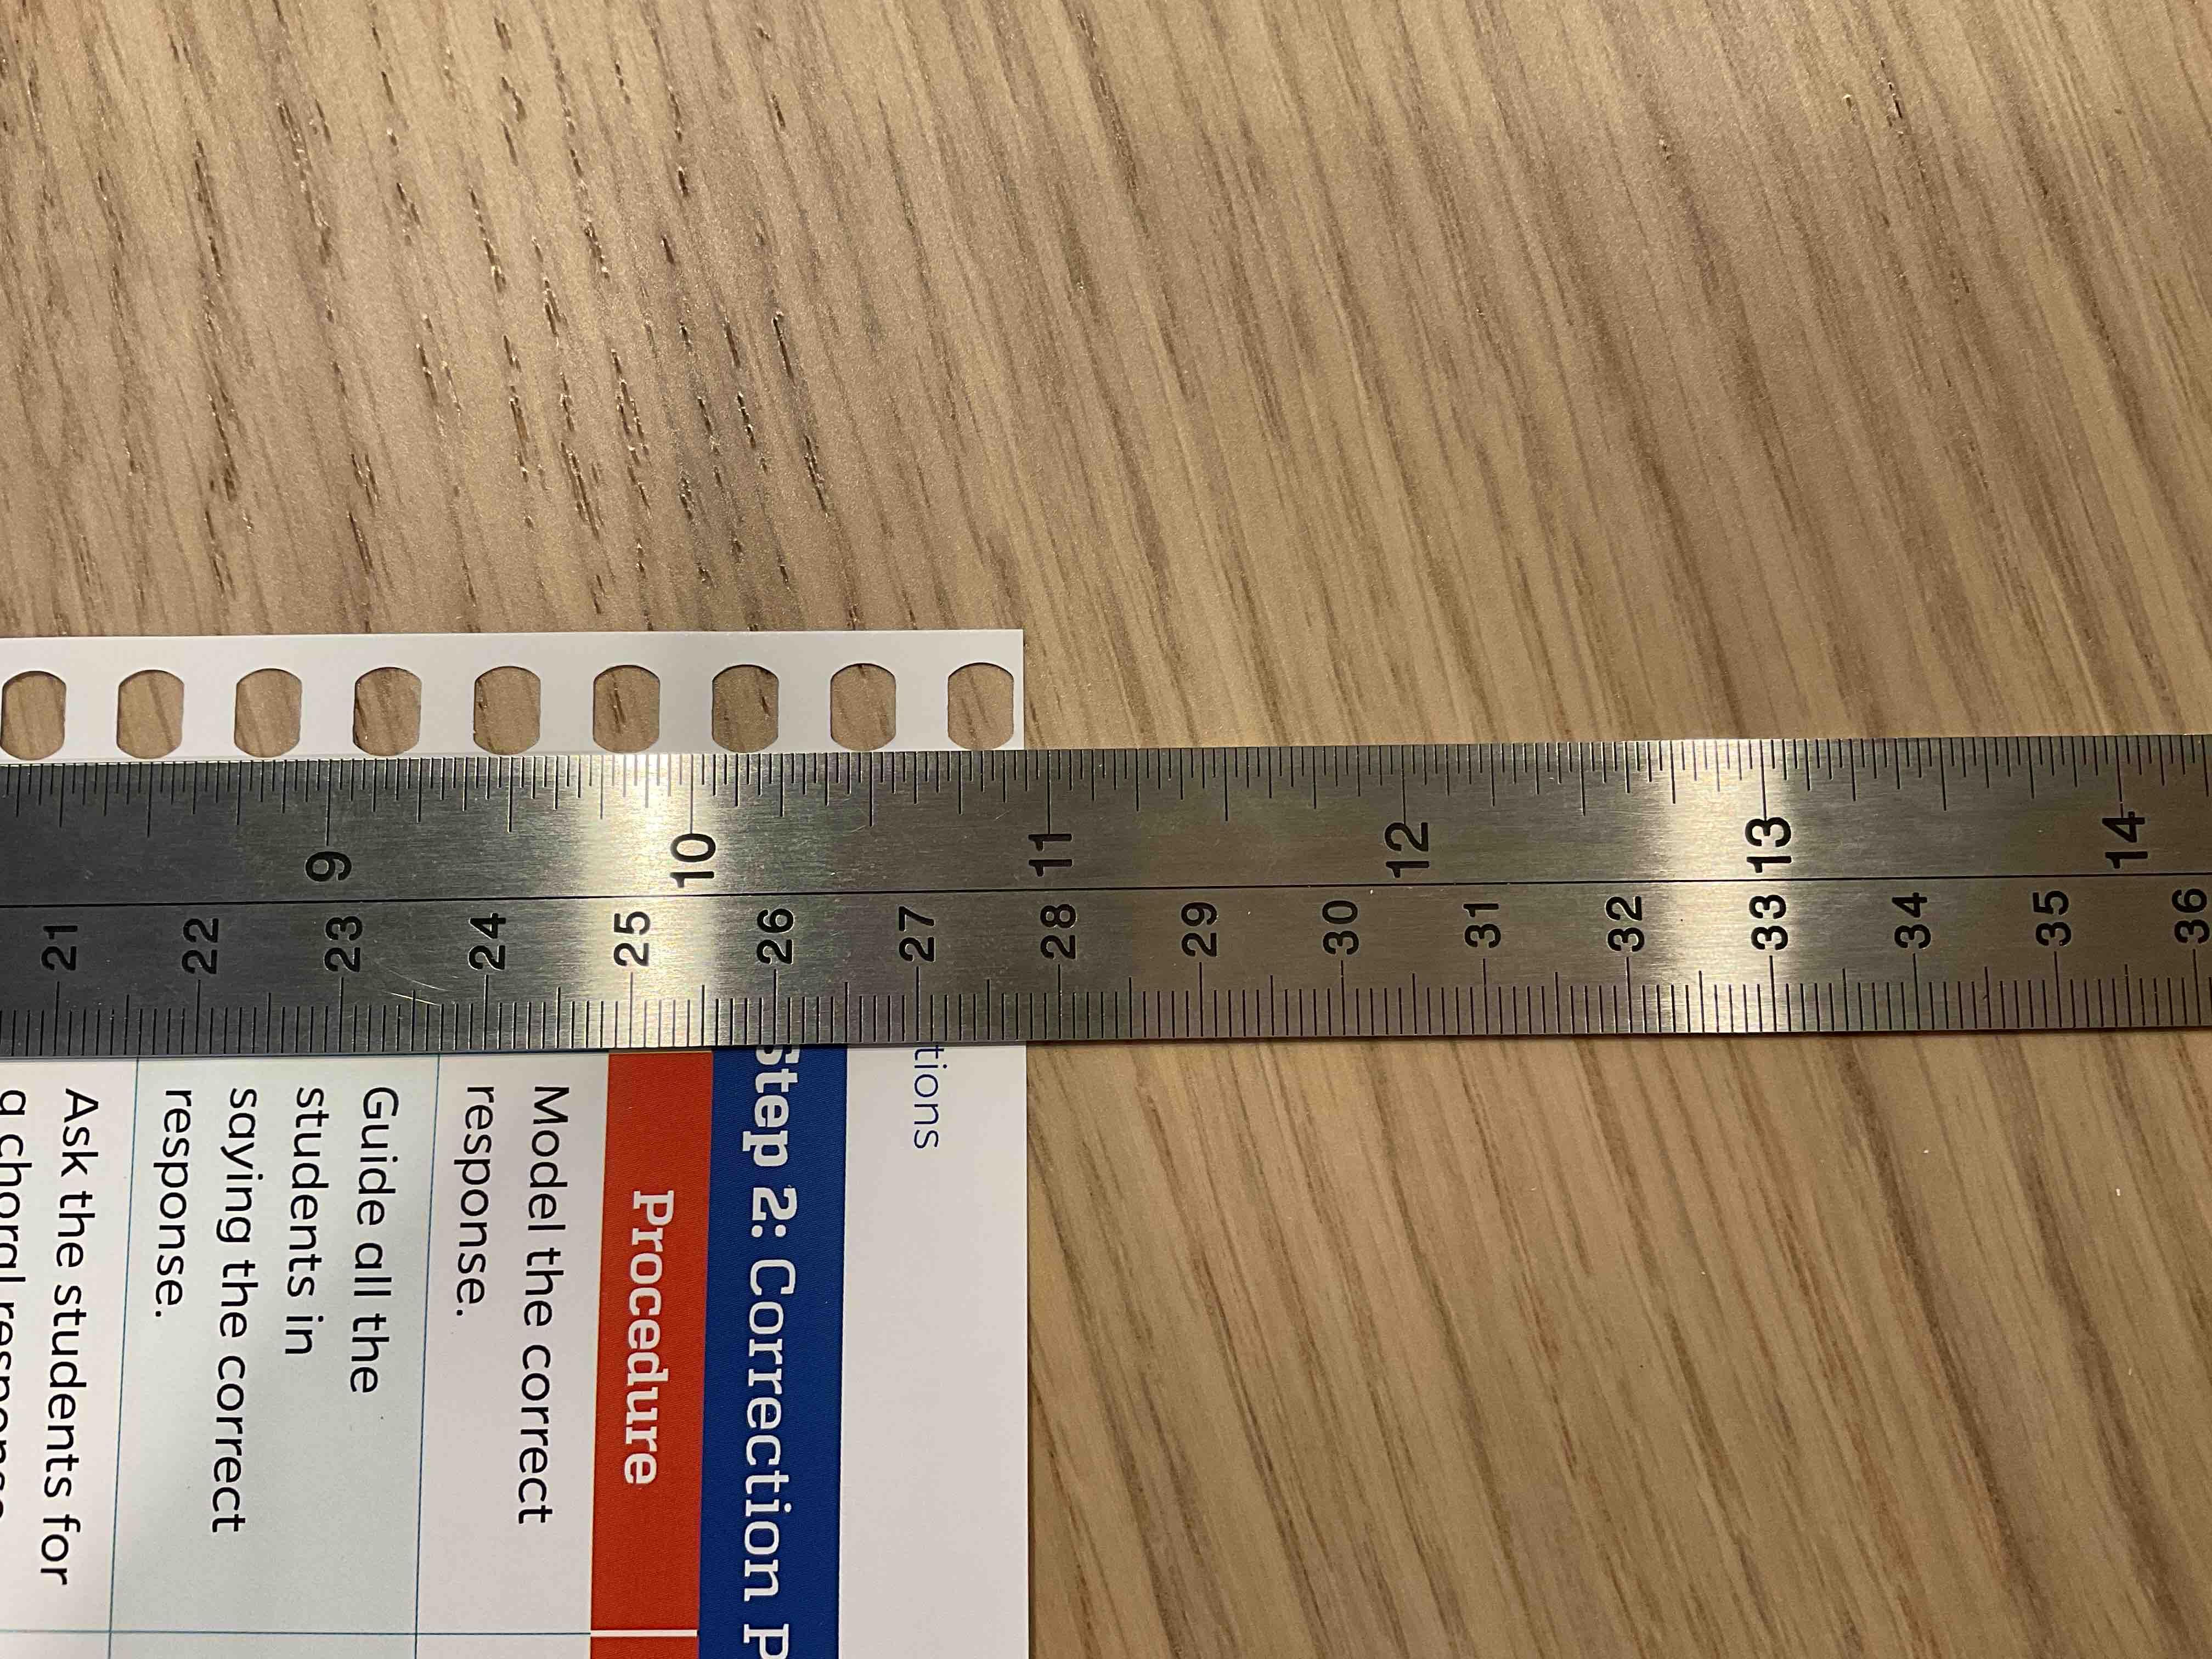 9 10 11 12 13 14
21 22 23 24 25 26 27 28 29 30 31 32 33 34 35 36
tions
Step 2: Correction P
Procedure
Model the correct
response.
Guide all the
students in
saying the correct
response.
Ask the students for
a choral response